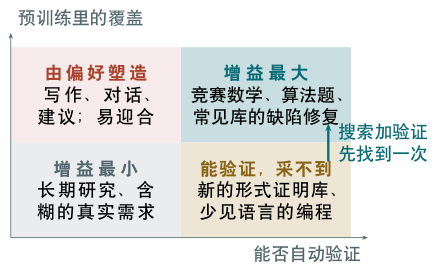 预训练里的覆盖
由偏好塑造
写作、对话、
建议；易迎合
增益最大
竞赛数学、算法题、
常见库的缺陷修复
搜索加验证
先找到一次
增益最小
长期研究、含
糊的真实需求
能验证，采不到
新的形式证明库、
少见语言的编程
能否自动验证